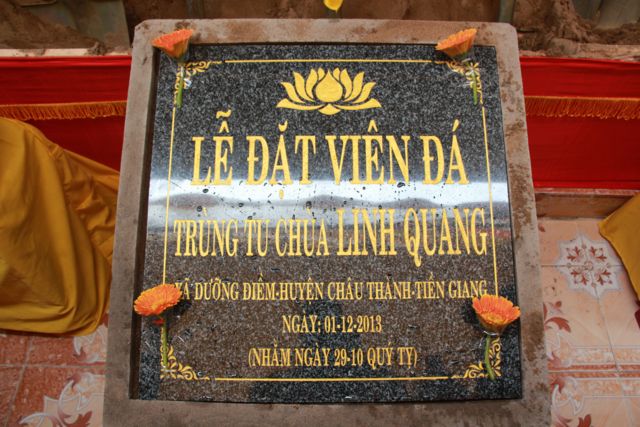 LỄ ĐẶT VIÊN ĐÁ
TRÙNG TU CHÙA LINH QUANG
XÃ DƯỠNG ĐIỀM-HUYỆN CHÂU THÀNH-TIỀN GIANG
NGÀY: 01-12-2013
(NHẰM NGÀY 29-10 QUÝ TỴ)